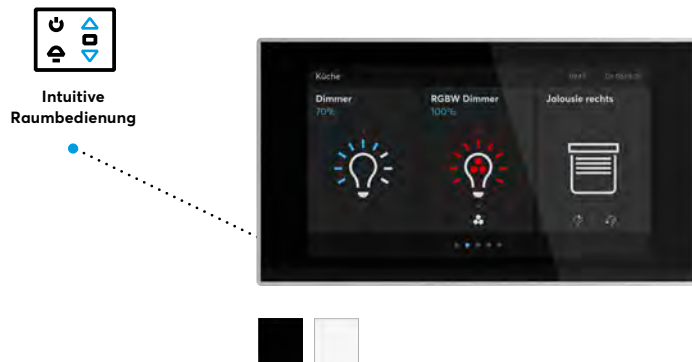 Intuitive
Raumbedienung
Küche
Dimmer
70%
RGBW Dimmer
100%
Jalousie rechts